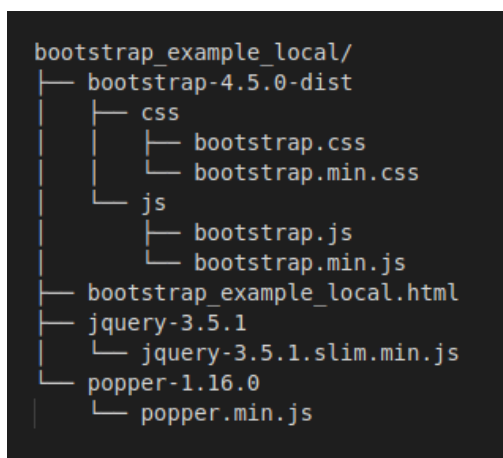 bootstrap_example_local/
├── bootstrap-4.5.0-dist
│   ├── css
│   │   ├── bootstrap.css
│   │   └── bootstrap.min.css
│   └── js
│       ├── bootstrap.js
│       └── bootstrap.min.js
├── bootstrap_example_local.html
├── jquery-3.5.1
│   └── jquery-3.5.1.slim.min.js
└── popper-1.16.0
    └── popper.min.js